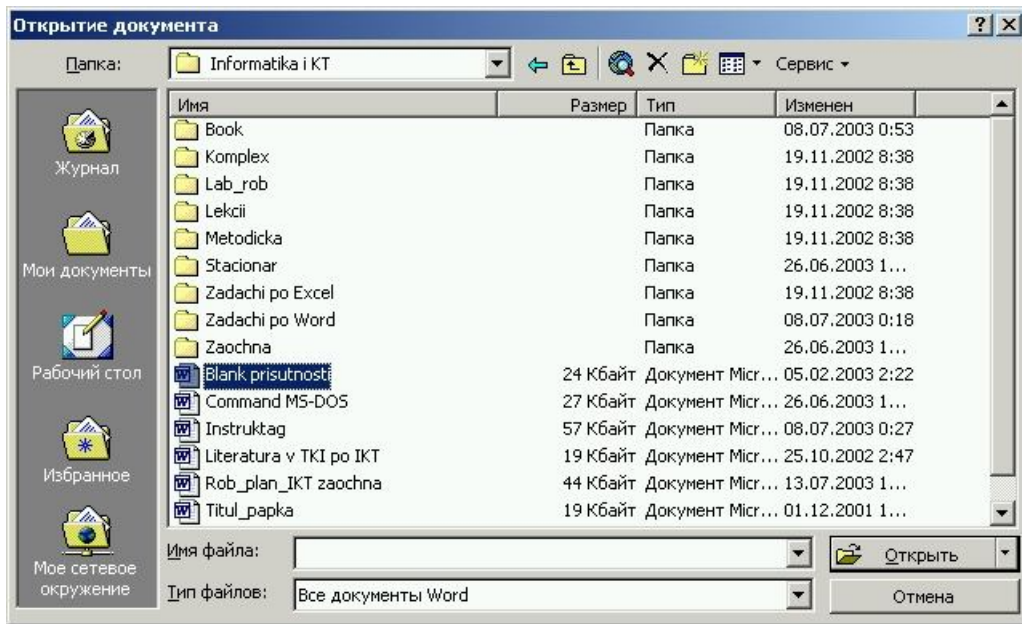 Открытие документа
Папка: Informatika i KT Сервис
Имя Размер Тип Изменен
Book Папка 08.07.2003 0:53
Komplex Папка 19.11.2002 8:38
Lab_rob Папка 19.11.2002 8:38
Lekcii Папка 19.11.2002 8:38
Metodicka Папка 19.11.2002 8:38
Stacionar Папка 26.06.2003 1...
Zadachi po Excel Папка 19.11.2002 8:38
Zadachi po Word Папка 08.07.2003 0:18
Zaochna Папка 26.06.2003 1...
Blank prisutnosti 24 Кбайт Документ Micr... 05.02.2003 2:22
Command MS-DOS 27 Кбайт Документ Micr... 26.06.2003 1...
Instruktag 57 Кбайт Документ Micr... 08.07.2003 0:27
Literatura v TKI po IKT 19 Кбайт Документ Micr... 25.10.2002 2:47
Rob_plan_IKT zaochna 44 Кбайт Документ Micr... 13.07.2003 1...
Titul_papka 19 Кбайт Документ Micr... 01.12.2001 1...
Журнал
Мои документы
Рабочий стол
Избранное
Мое сетевое
окружение
Имя файла: Открыть
Тип файлов: Все документы Word Отмена